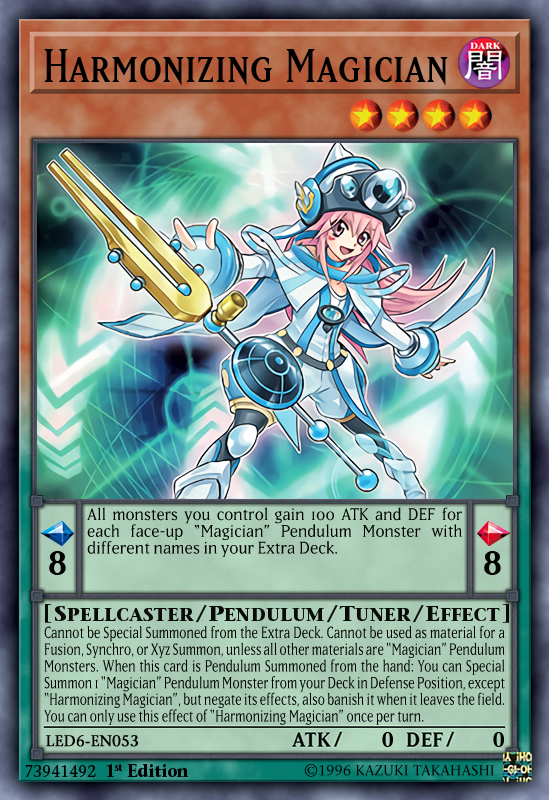 HARMONIZING MAGICIAN
DARK
闇
All monsters you control gain 100 ATK and DEF for
each face-up "Magician" Pendulum Monster with
different names in your Extra Deck.
8
8
[SPELLCASTER/PENDULUM/TUNER/EFFECT]
Cannot be Special Summoned from the Extra Deck. Cannot be used as material for a
Fusion, Synchro, or Xyz Summon, unless all other materials are "Magician" Pendulum
Monsters. When this card is Pendulum Summoned from the hand: You can Special
Summon 1 "Magician" Pendulum Monster from your Deck in Defense Position, except
"Harmonizing Magician", but negate its effects, also banish it when it leaves the field.
You can only use this effect of "Harmonizing Magician" once per turn.
LED6-EN053 ATK/ 0 DEF/ 0
73941492 1st Edition ©1996 KAZUKI TAKAHASHI